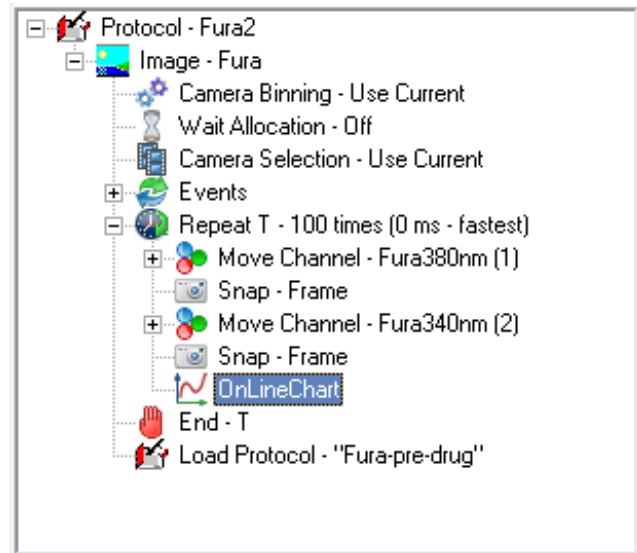 Protocol - Fura2
Image - Fura
Camera Binning - Use Current
Wait Allocation - Off
Camera Selection - Use Current
Events
Repeat T - 100 times (0 ms - fastest)
Move Channel - Fura380nm (1)
Snap - Frame
Move Channel - Fura340nm (2)
Snap - Frame
OnLineChart
End - T
Load Protocol - "Fura-pre-drug"